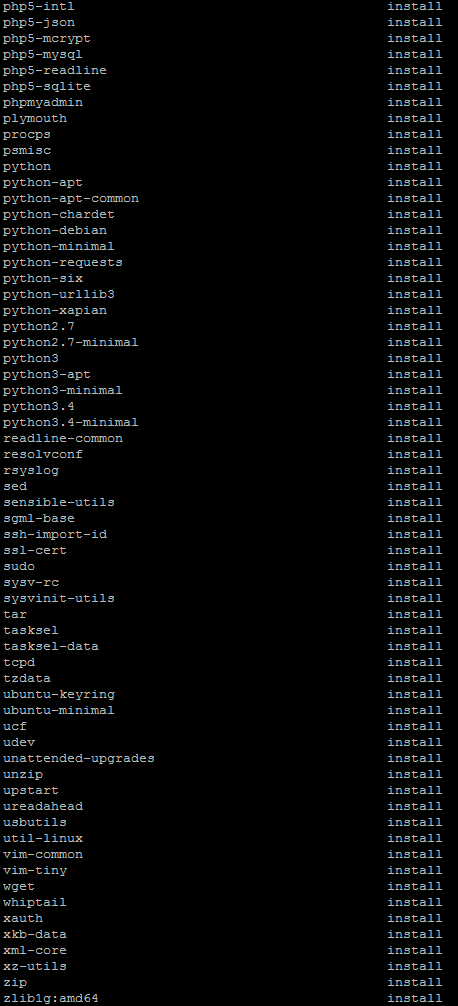 php5-intl install
php5-json install
php5-mcrypt install
php5-mysql install
php5-readline install
php5-sqlite install
phpmyadmin install
plymouth install
procps install
psmisc install
python install
python-apt install
python-apt-common install
python-chardet install
python-debian install
python-minimal install
python-requests install
python-six install
python-urllib3 install
python-xapian install
python2.7 install
python2.7-minimal install
python3 install
python3-apt install
python3-minimal install
python3.4 install
python3.4-minimal install
readline-common install
resolvconf install
rsyslog install
sed install
sensible-utils install
sgml-base install
ssh-import-id install
ssl-cert install
sudo install
sysv-rc install
sysvinit-utils install
tar install
tasksel install
tasksel-data install
tcpd install
tzdata install
ubuntu-keyring install
ubuntu-minimal install
ucf install
udev install
unattended-upgrades install
unzip install
upstart install
ureadahead install
usbutils install
util-linux install
vim-common install
vim-tiny install
wget install
whiptail install
xauth install
xkb-data install
xml-core install
xz-utils install
zip install
zlib1g:amd64 install